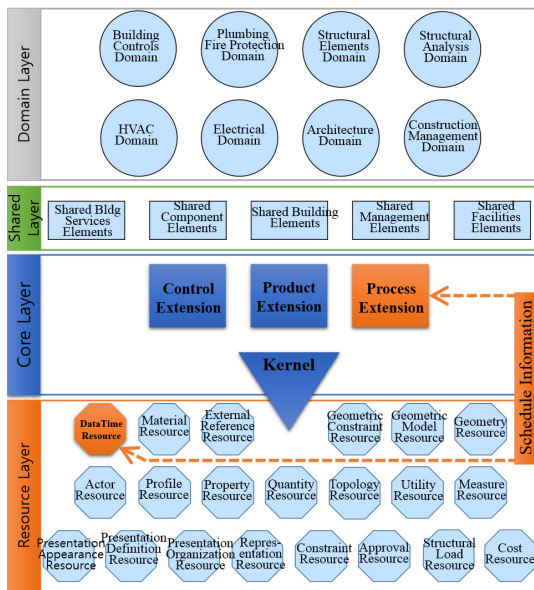 Domain Layer
Building
Controls
Domain
Plumbing
Fire Protection
Domain
Structural
Elements
Domain
Structural
Analysis
Domain
HVAC
Domain
Electrical
Domain
Architecture
Domain
Construction
Management
Domain
Shared
Layer
Shared Bldg
Services
Elements
Shared
Component
Elements
Shared Building
Elements
Shared
Management
Elements
Shared
Facilities
Elements
Core Layer
Control
Extension
Product
Extension
Process
Extension
Kernel
Schedule Information
Resource Layer
DataTime
Resource
Material
Resource
External
Reference
Resource
Geometric
Constraint
Resource
Geometric
Model
Resource
Geometry
Resource
Actor
Resource
Profile
Resource
Property
Resource
Quantity
Resource
Topology
Resource
Utility
Resource
Measure
Resource
Presentation
Appearance
Resource
Presentation
Definition
Resource
Presentation
Organization
Resource
Repres-
entation
Resource
Constraint
Resource
Approval
Resource
Structural
Load
Resource
Cost
Resource